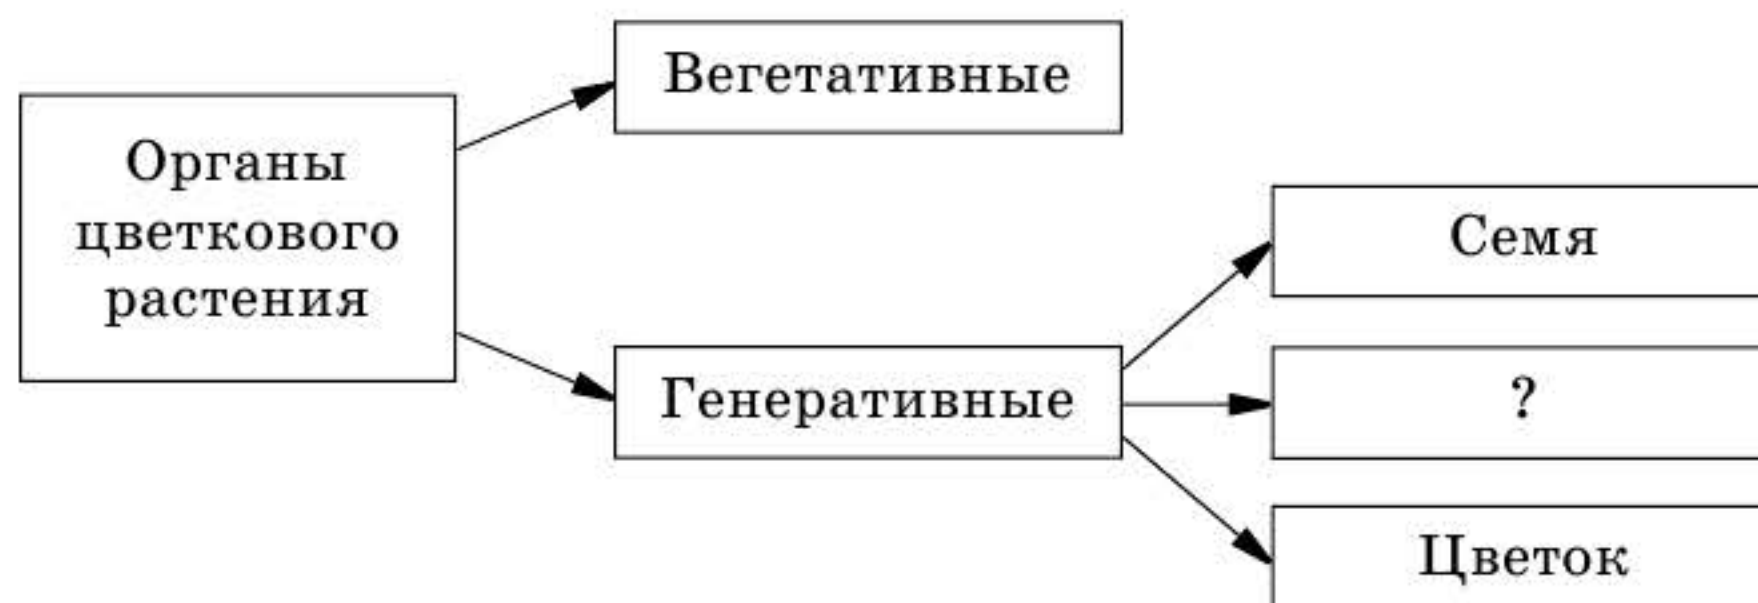 Органы
цветкового
растения
Вегетативные
Генеративные
Семя
?
Цветок